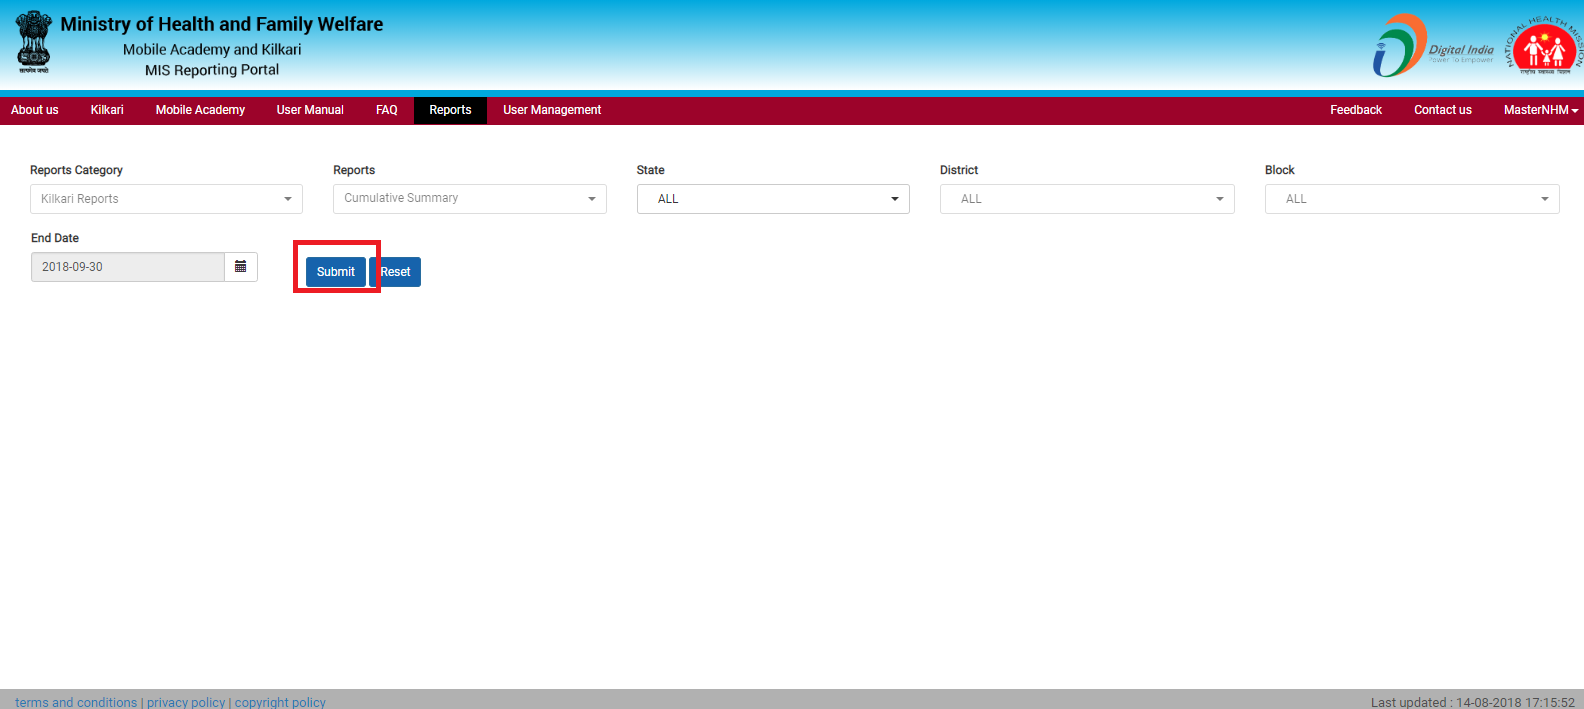 Ministry of Health and Family Welfare
Mobile Academy and Kilkari
MIS Reporting Portal
सत्यमेव जयते
Digital India
Power To Empower
NATIONAL HEALTH MISSION
राष्ट्रीय स्वास्थ्य मिशन
About us Kilkari Mobile Academy User Manual FAQ Reports User Management Feedback Contact us MasterNHM
Reports Category Reports State District Block
Kilkari Reports Cumulative Summary ALL ALL ALL
End Date
2018-09-30 Submit Reset
terms and conditions | privacy policy | copyright policy Last updated : 14-08-2018 17:15:52